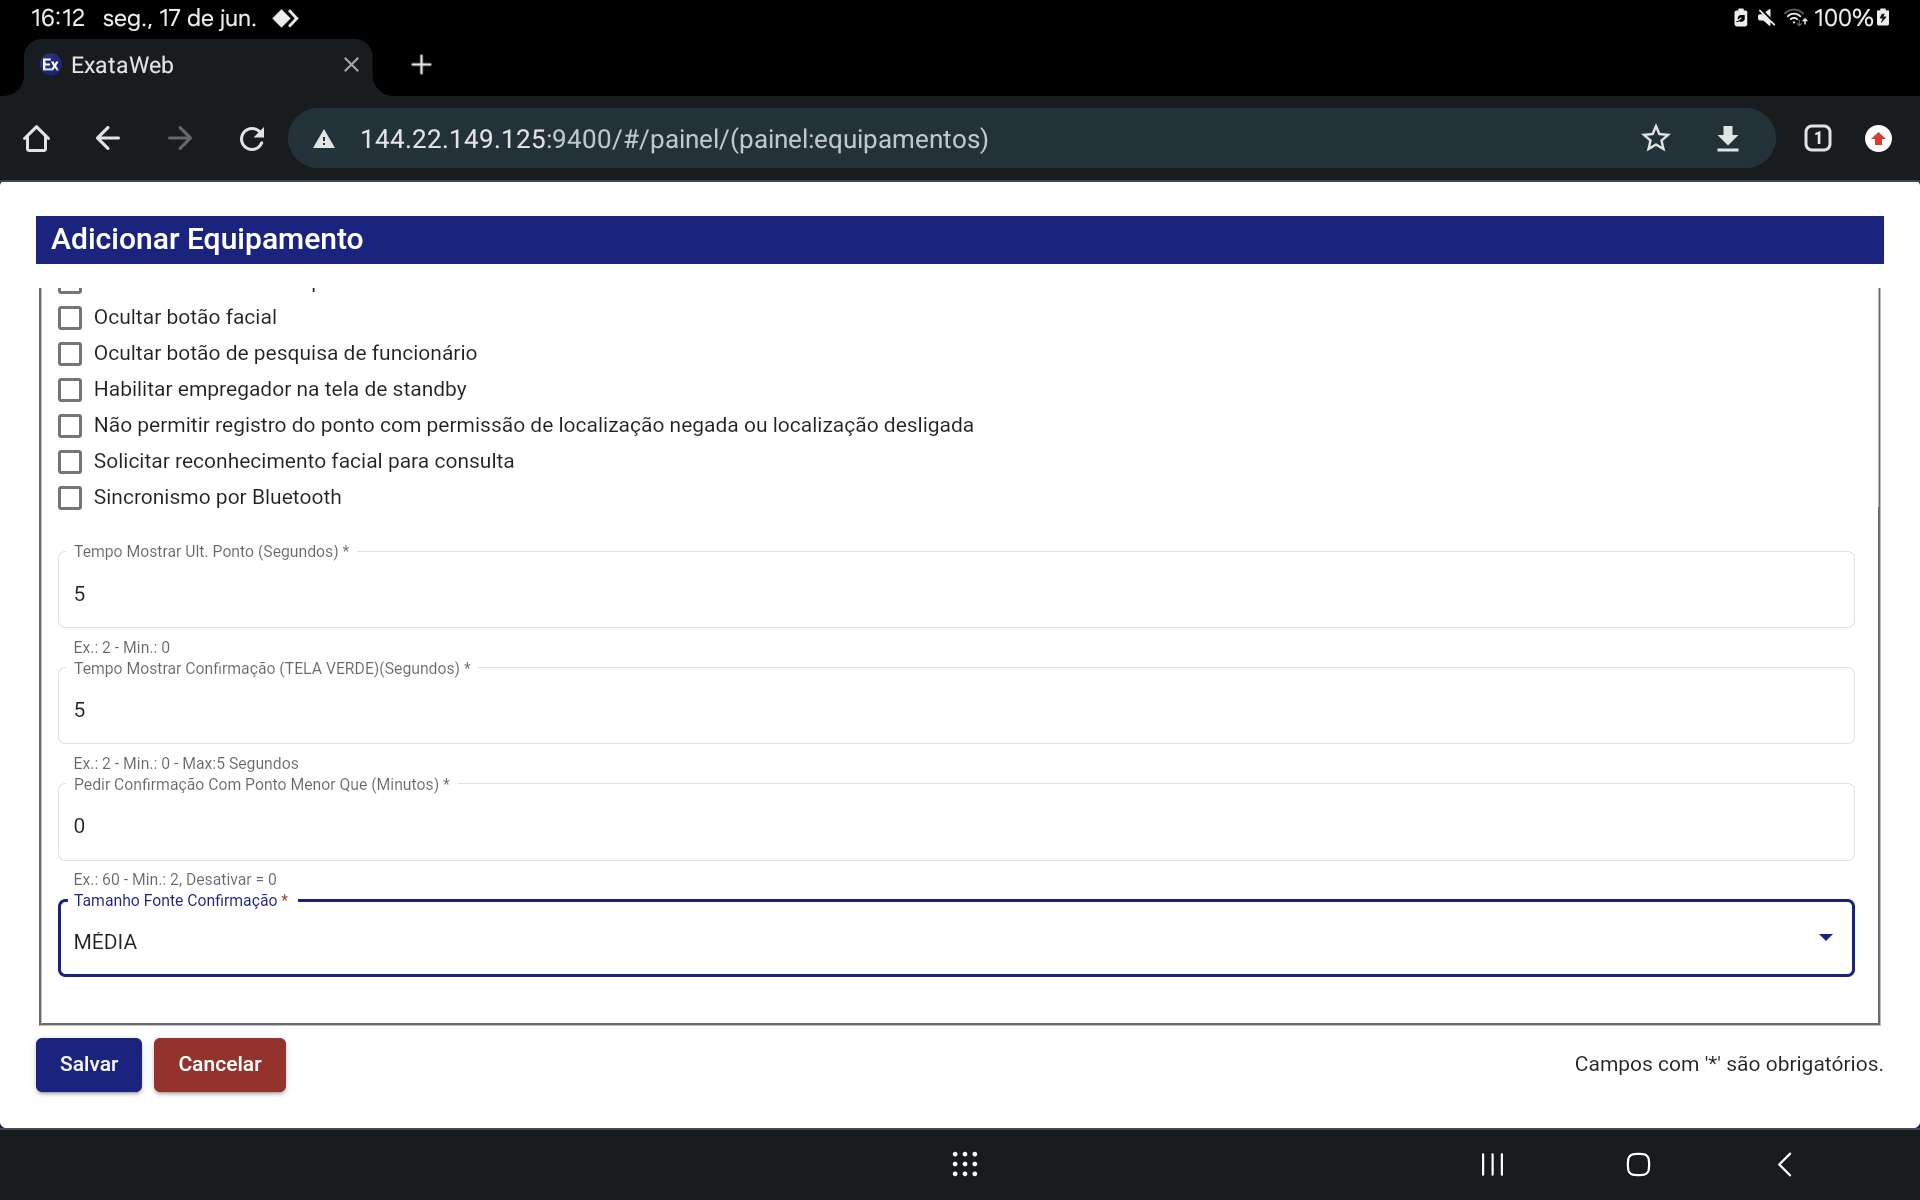 16:12 seg., 17 de jun.
100%
Ex ExataWeb
144.22.149.125:9400/#/painel/(painel:equipamentos)
1
Adicionar Equipamento
Ocultar botão facial
Ocultar botão de pesquisa de funcionário
Habilitar empregador na tela de standby
Não permitir registro do ponto com permissão de localização negada ou localização desligada
Solicitar reconhecimento facial para consulta
Sincronismo por Bluetooth
Tempo Mostrar Ult. Ponto (Segundos) *
5
Ex.: 2 - Min.: 0
Tempo Mostrar Confirmação (TELA VERDE)(Segundos) *
5
Ex.: 2 - Min.: 0 - Max:5 Segundos
Pedir Confirmação Com Ponto Menor Que (Minutos) *
0
Ex.: 60 - Min.: 2, Desativar = 0
Tamanho Fonte Confirmação *
MÉDIA
Salvar
Cancelar
Campos com '*' são obrigatórios.